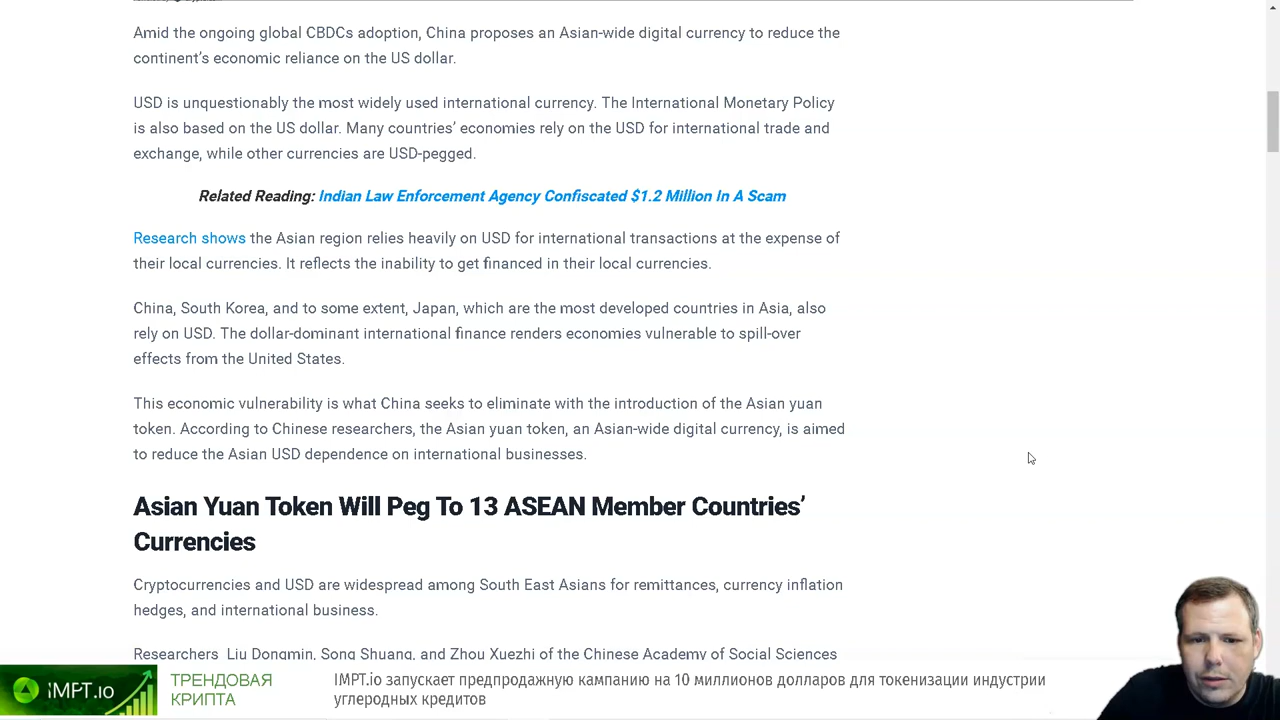 Amid the ongoing global CBDCs adoption, China proposes an Asian-wide digital currency to reduce the
continent’s economic reliance on the US dollar.
USD is unquestionably the most widely used international currency. The International Monetary Policy
is also based on the US dollar. Many countries’ economies rely on the USD for international trade and
exchange, while other currencies are USD-pegged.
Related Reading: Indian Law Enforcement Agency Confiscated $1.2 Million In A Scam
Research shows the Asian region relies heavily on USD for international transactions at the expense of
their local currencies. It reflects the inability to get financed in their local currencies.
China, South Korea, and to some extent, Japan, which are the most developed countries in Asia, also
rely on USD. The dollar-dominant international finance renders economies vulnerable to spill-over
effects from the United States.
This economic vulnerability is what China seeks to eliminate with the introduction of the Asian yuan
token. According to Chinese researchers, the Asian yuan token, an Asian-wide digital currency, is aimed
to reduce the Asian USD dependence on international businesses.
Asian Yuan Token Will Peg To 13 ASEAN Member Countries’
Currencies
Cryptocurrencies and USD are widespread among South East Asians for remittances, currency inflation
hedges, and international business.
Researchers Liu Dongmin, Song Shuang, and Zhou Xuezhi of the Chinese Academy of Social Sciences
iMPT.io
ТРЕНДОВАЯ
КРИПТА
IMPT.io запускает предпродажную кампанию на 10 миллионов долларов для токенизации индустрии
углеродных кредитов